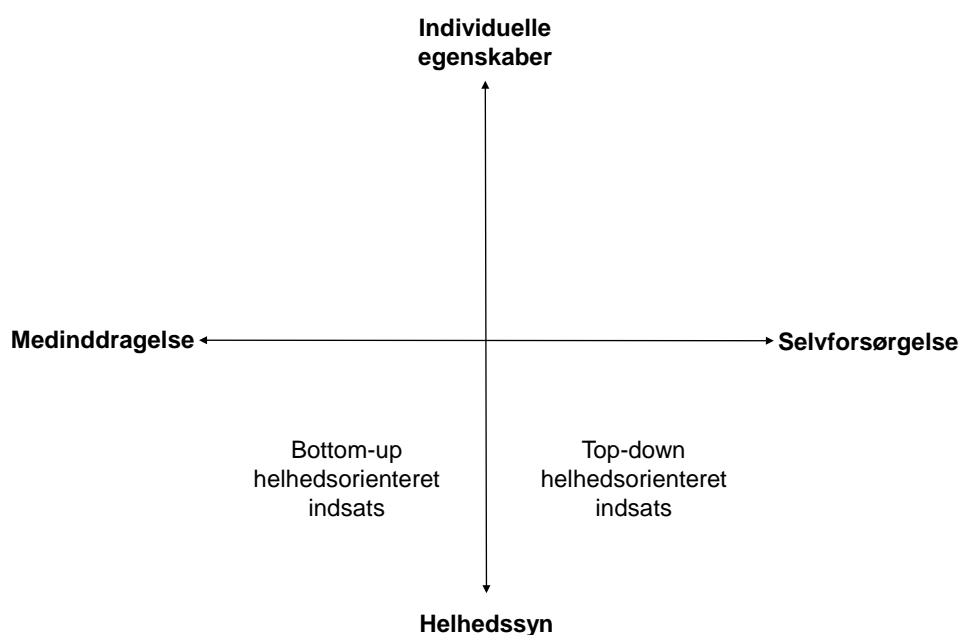 Individuelle
egenskaber
Medinddragelse
Selvforsørgelse
Bottom-up
helhedsorienteret
indsats
Top-down
helhedsorienteret
indsats
Helhedssyn